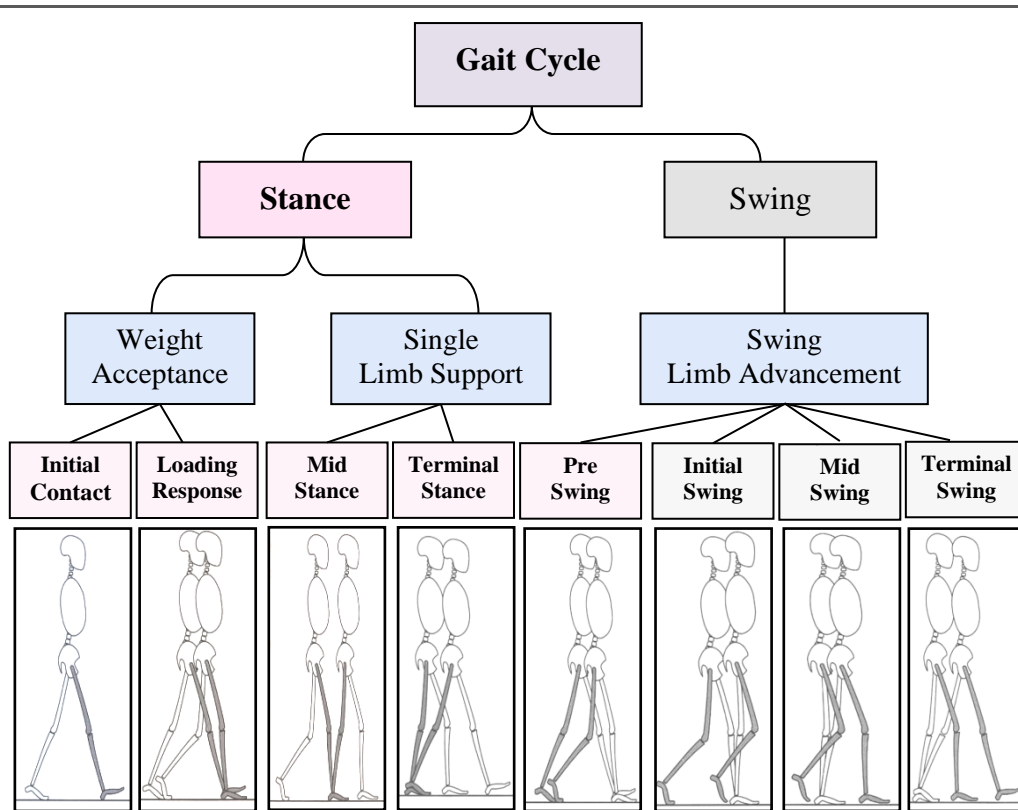 Gait Cycle
Stance
Swing
Weight
Acceptance
Single
Limb Support
Swing
Limb Advancement
Initial
Contact
Loading
Response
Mid
Stance
Terminal
Stance
Pre
Swing
Initial
Swing
Mid
Swing
Terminal
Swing